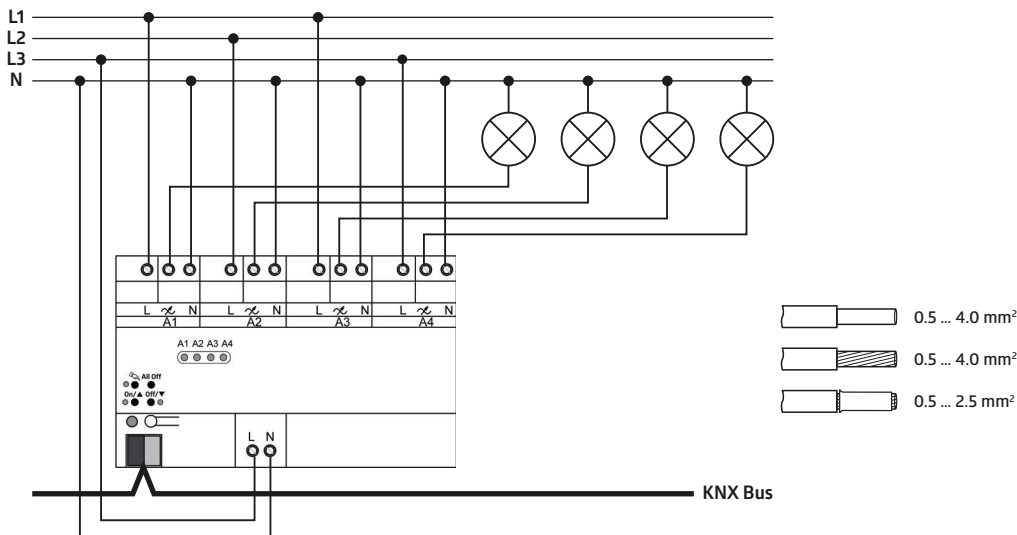 L1
L2
L3
N
L N L N L N L N
A1 A2 A3 A4
A1 A2 A3 A4
All Off
On/▲ Off/▼
L N
KNX Bus
0.5 ... 4.0 mm²
0.5 ... 4.0 mm²
0.5 ... 2.5 mm²